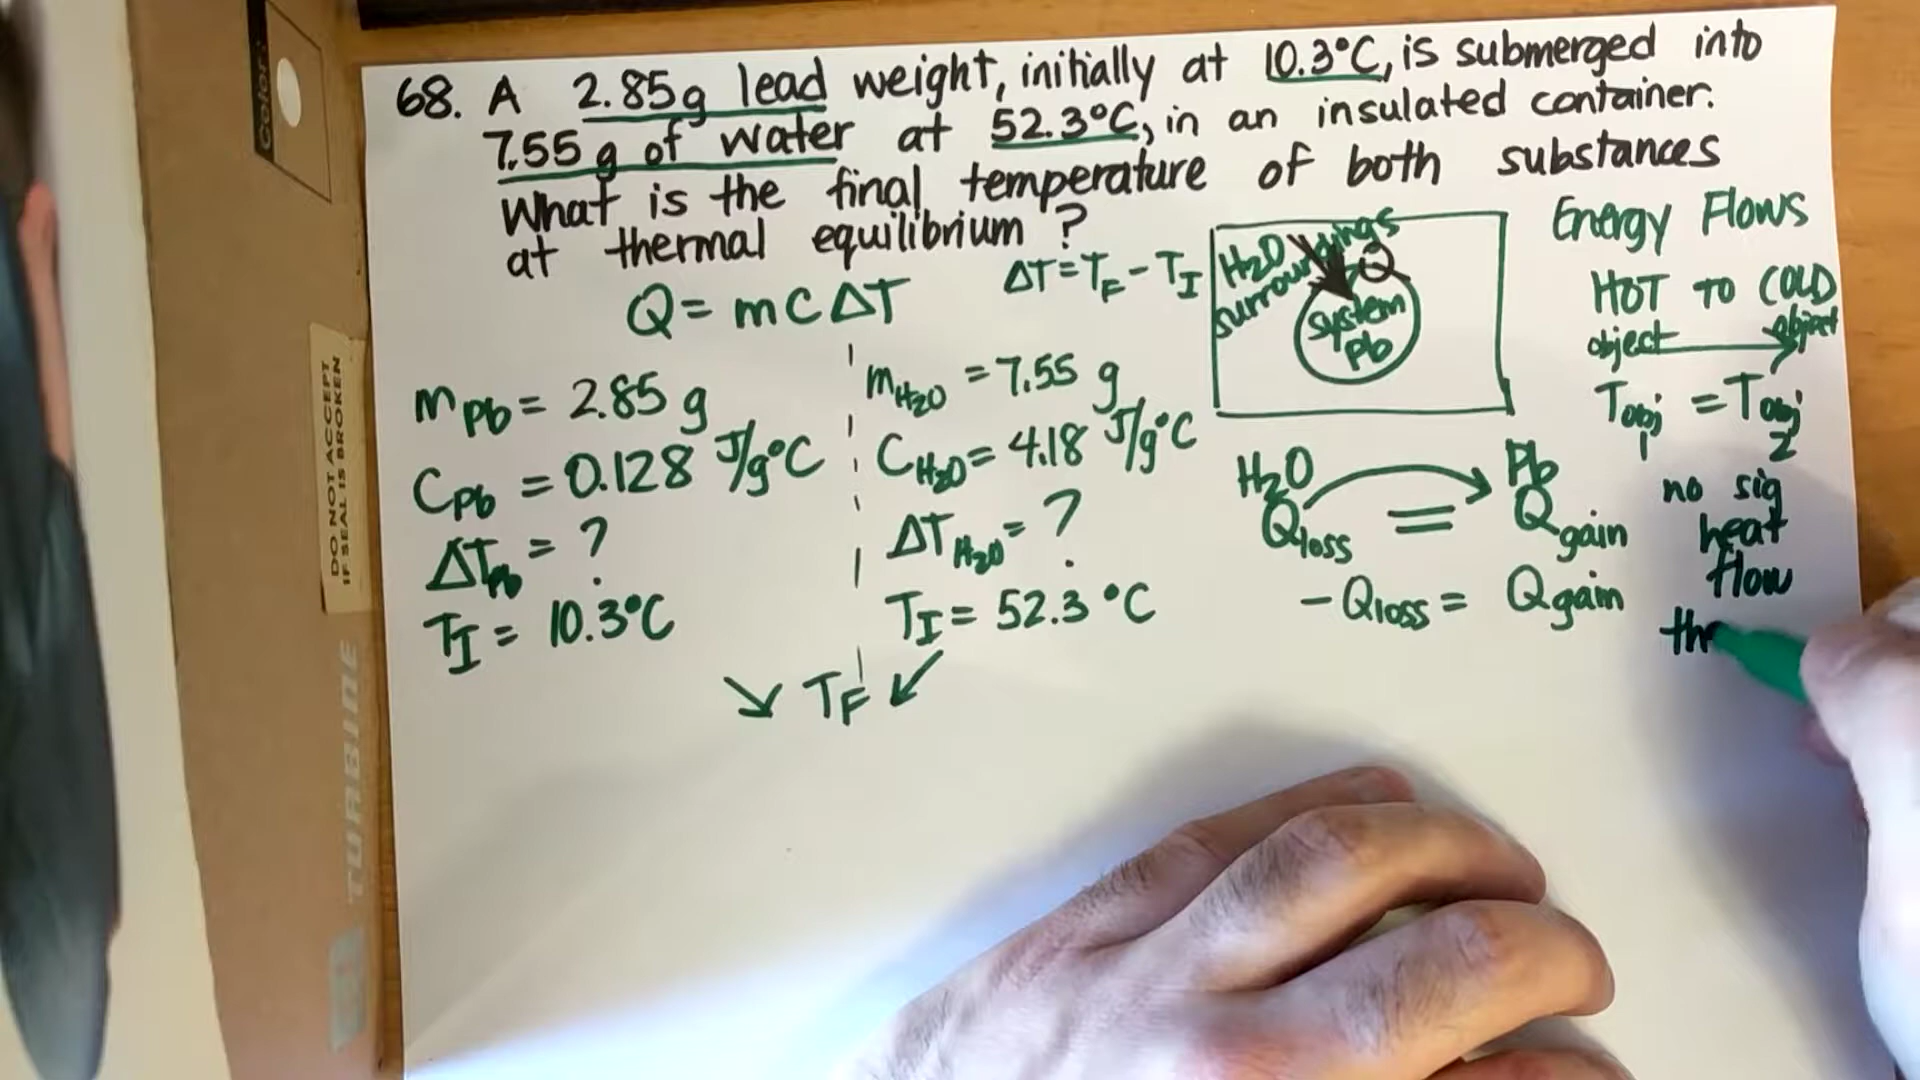 68. A 2.85g lead weight, initially at 10.3°C, is submerged into
7.55 g of water at 52.3°C, in an insulated container.
What is the final temperature of both substances
at thermal equilibrium?
Q = mCΔT
ΔT = TF - TI
mPb = 2.85 g
CPb = 0.128 J/g°C
ΔTPb = ?
TI = 10.3°C
mH2O = 7.55 g
CH2O = 4.18 J/g°C
ΔTH2O = ?
TI = 52.3 °C
↘ TF ↙
H2O
surroundings
Q
system
Pb
Energy Flows
HOT TO COLD
object → object
Tobj 1 = Tobj 2
H2O Pb
Qloss = Qgain
-Qloss = Qgain
no sig
heat
flow
th
Color:
DO NOT ACCEPT
IF SEAL IS BROKEN
TURBINE